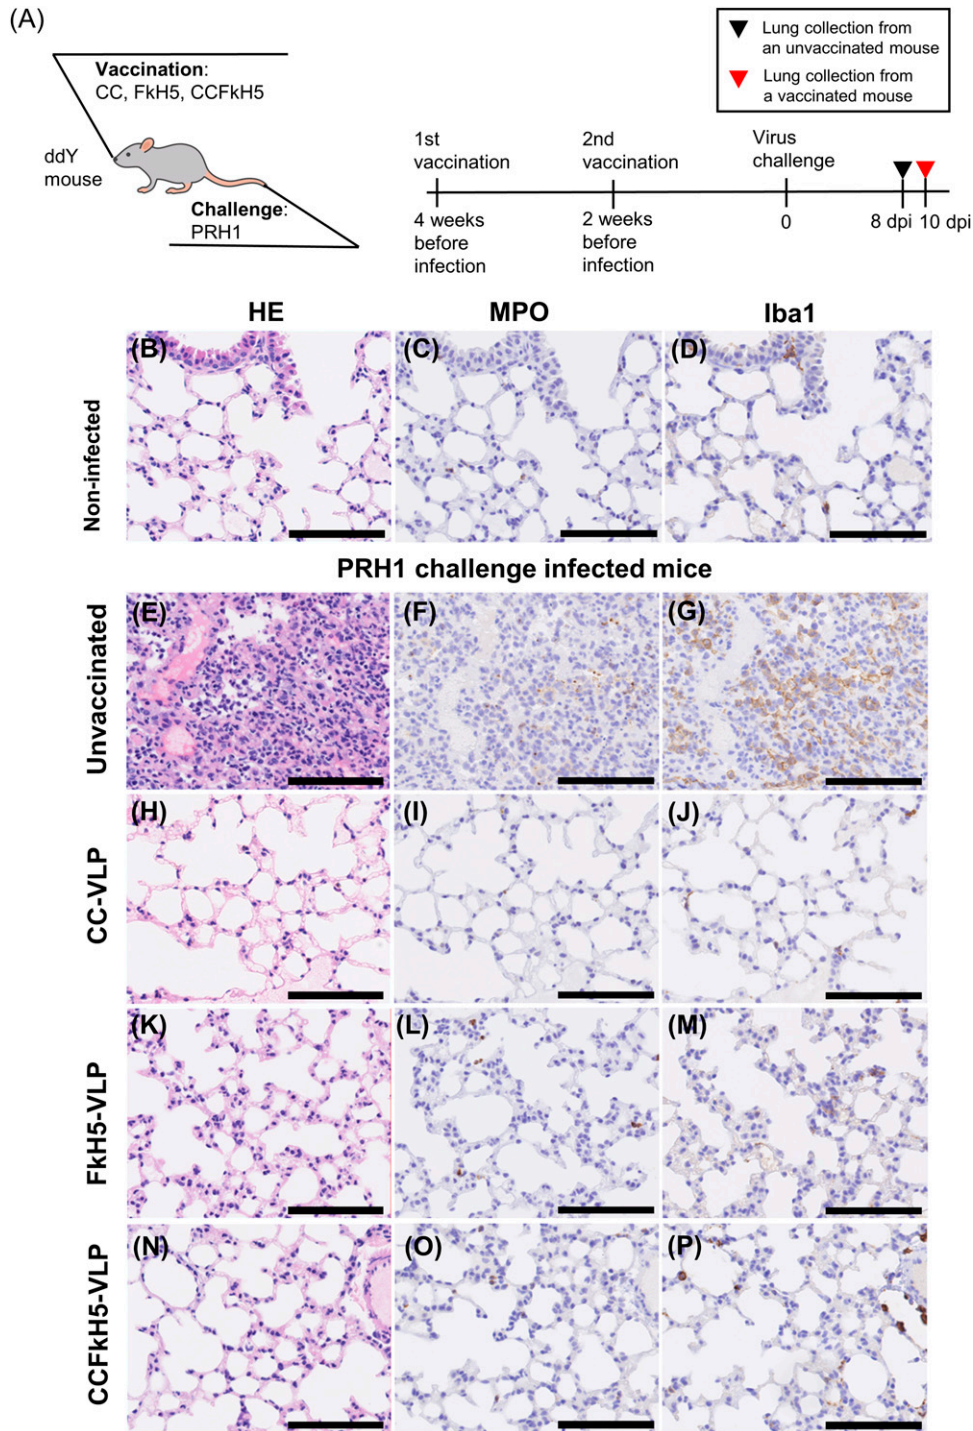 (A)
Vaccination:
CC, FkH5, CCFkH5
ddY
mouse
Challenge:
PRH1
Lung collection from
an unvaccinated mouse
Lung collection from
a vaccinated mouse
1st
vaccination
2nd
vaccination
Virus
challenge
4 weeks
before
infection
2 weeks
before
infection
0
8 dpi
10 dpi
HE
MPO
Iba1
Non-infected
(B)
(C)
(D)
PRH1 challenge infected mice
Unvaccinated
(E)
(F)
(G)
CC-VLP
(H)
(I)
(J)
FkH5-VLP
(K)
(L)
(M)
CCFkH5-VLP
(N)
(O)
(P)